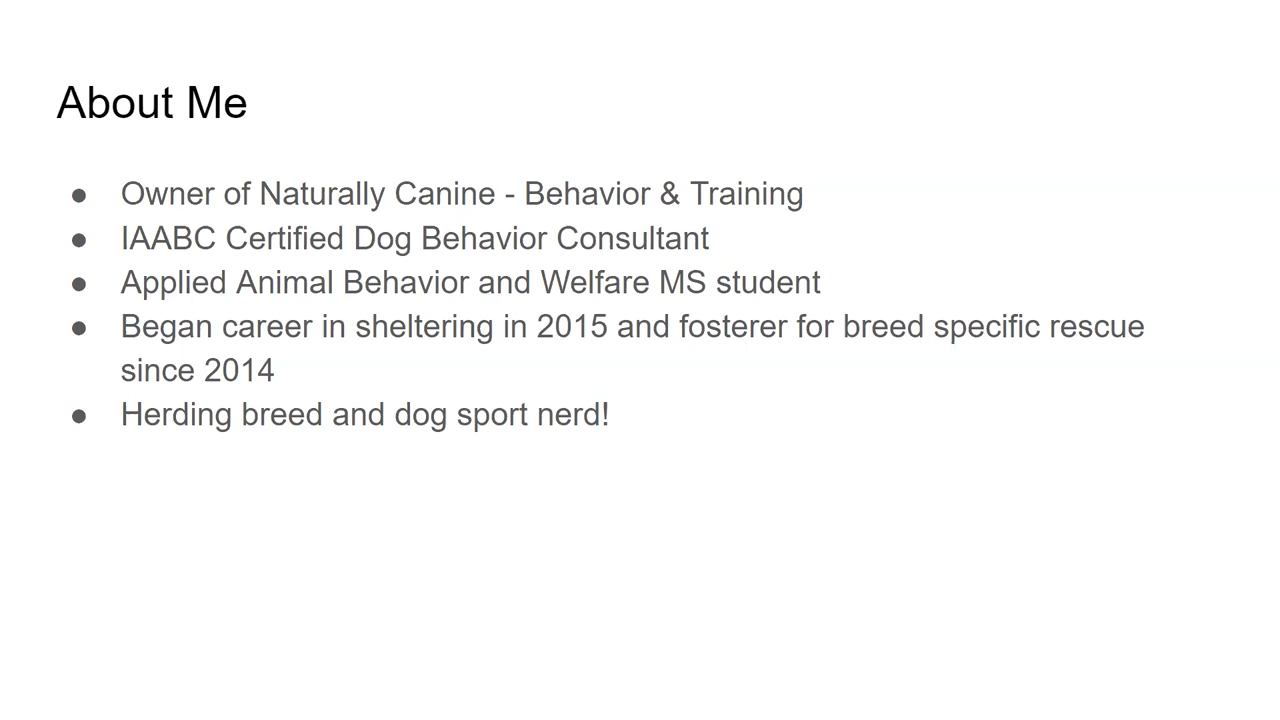 About Me
● Owner of Naturally Canine - Behavior & Training
● IAABC Certified Dog Behavior Consultant
● Applied Animal Behavior and Welfare MS student
● Began career in sheltering in 2015 and fosterer for breed specific rescue
since 2014
● Herding breed and dog sport nerd!